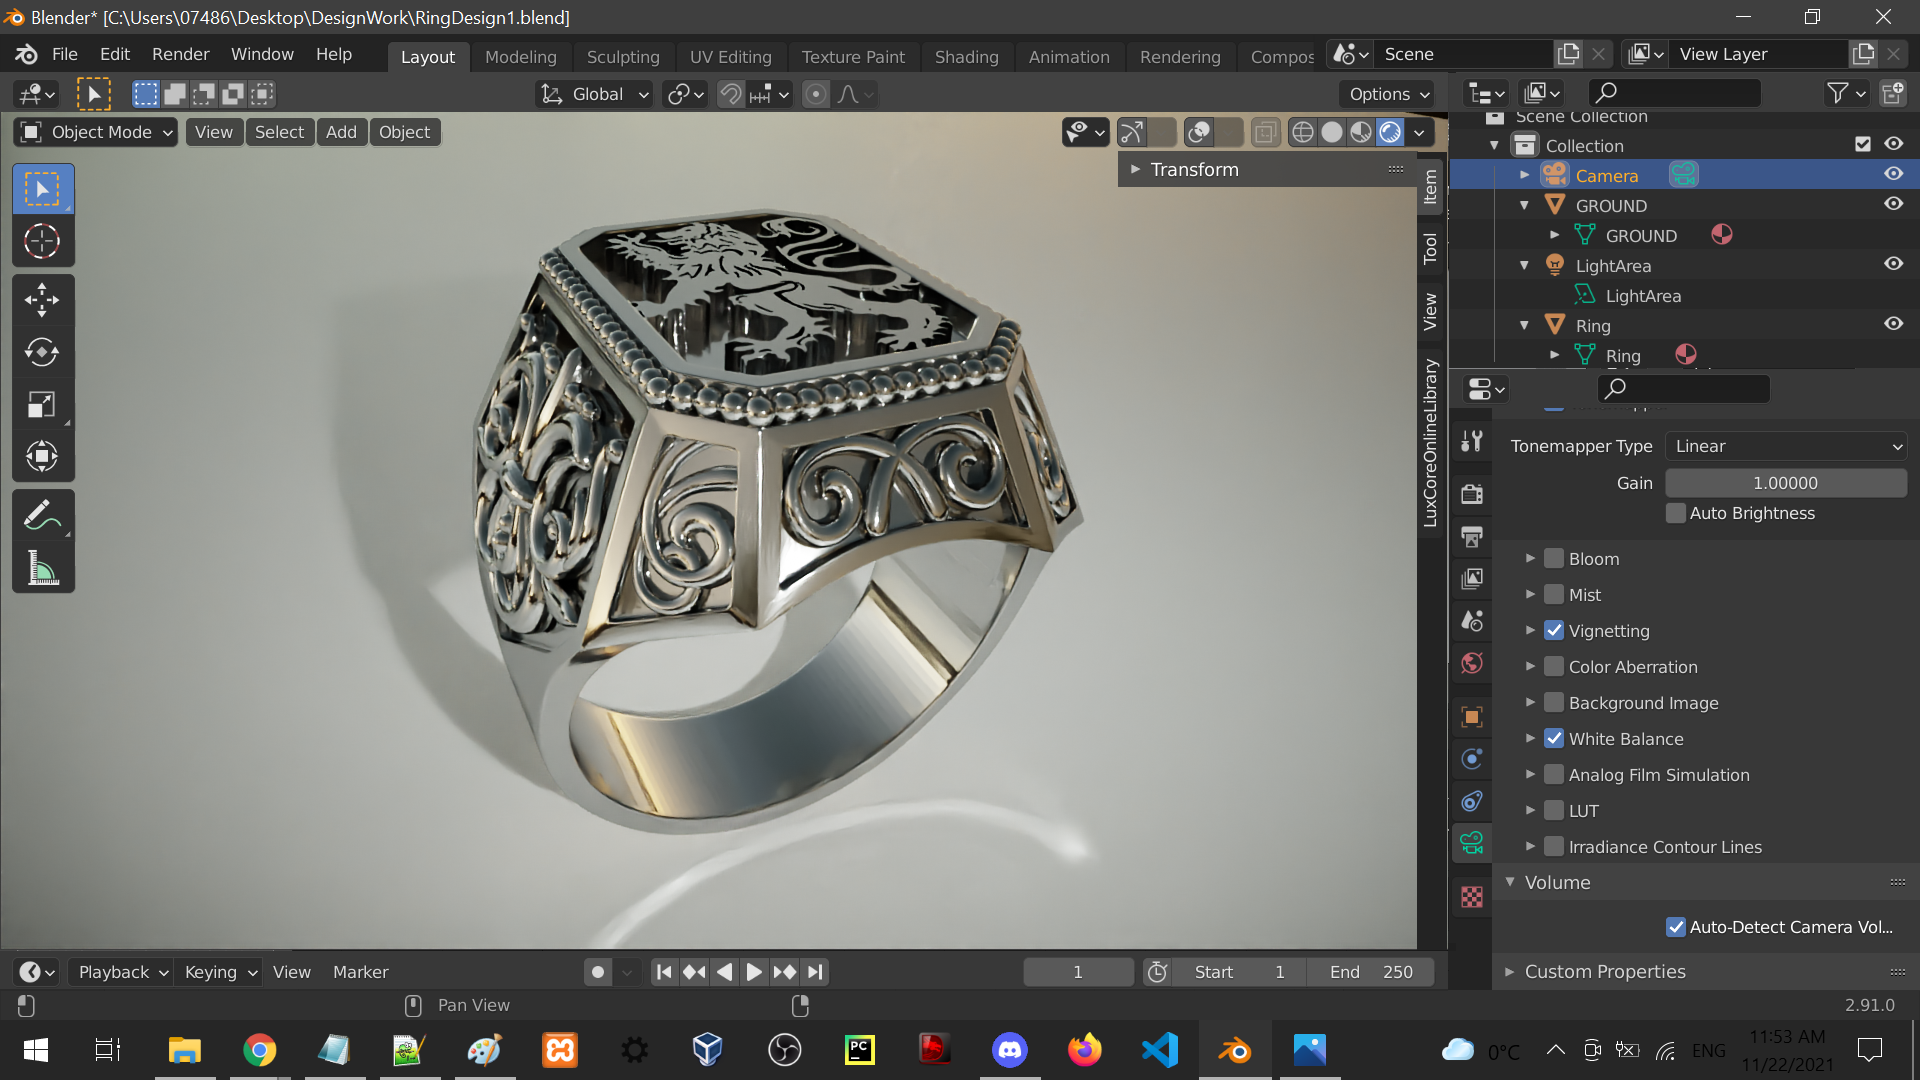 Blender* [C:\Users\07486\Desktop\DesignWork\RingDesign1.blend]
File Edit Render Window Help
Layout Modeling Sculpting UV Editing Texture Paint Shading Animation Rendering Compos
Scene
View Layer
Global
Options
Object Mode View Select Add Object
Transform
Item
Tool
View
LuxCoreOnlineLibrary
Scene Collection
Collection
Camera
GROUND
GROUND
LightArea
LightArea
Ring
Ring
Tonemapper Type Linear
Gain 1.00000
Auto Brightness
Bloom
Mist
Vignetting
Color Aberration
Background Image
White Balance
Analog Film Simulation
LUT
Irradiance Contour Lines
Volume
Auto-Detect Camera Vol...
Custom Properties
Playback Keying View Marker
1
Start 1
End 250
Pan View
2.91.0
PC
0°C
ENG
11:53 AM
11/22/2021